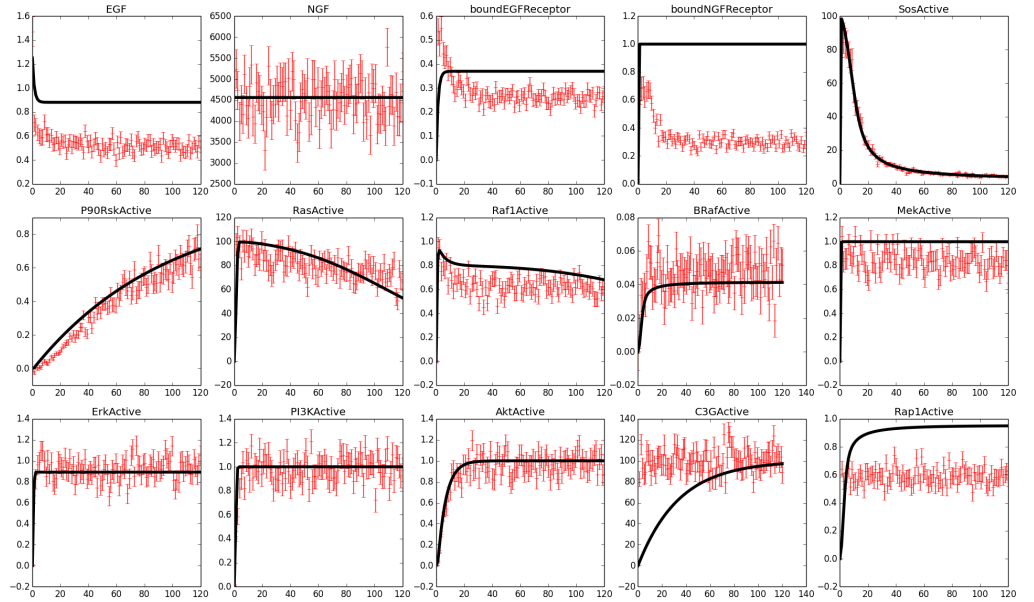 EGF NGF boundEGFReceptor boundNGFReceptor SosActive
1.6 6500 0.6 1.2 100
1.4 6000 0.5 1.0 80
1.2 5500 0.4 0.8 60
1.0 5000 0.3 0.6
0.8 4500 0.2 0.4 40
0.6 4000 0.1 0.2 20
0.4 3500 0.0
0.2 3000 −0.1 0.0 0
2500
0 20 40 60 80 100 120 0 20 40 60 80 100 120 0 20 40 60 80 100 120 0 20 40 60 80 100 120 140 0 20 40 60 80 100 120
P90RskActive RasActive Raf1Active BRafActive MekActive
0.8 120 1.2 0.08 1.2
0.6 100 1.0 0.06 1.0
0.4 80 0.8 0.04 0.8
0.2 60 0.6 0.02 0.6
0.0 40 0.4 0.00 0.4
20 0.2 −0.02 0.2
0 0.0 0.0
−20 −0.2 −0.2
0 20 40 60 80 100 120 0 20 40 60 80 100 120 0 20 40 60 80 100 120 0 20 40 60 80 100 120 140 0 20 40 60 80 100 120
ErkActive PI3KActive AktActive C3GActive Rap1Active
1.4 1.4 1.4 140 1.0
1.2 1.2 1.2 120 0.8
1.0 1.0 1.0 100 0.6
0.8 0.8 0.8 80 0.4
0.6 0.6 0.6 60 0.2
0.4 0.4 0.4 40 0.0
0.2 0.2 0.2 20 −0.2
0.0 0.0 0.0 0
−0.2 −0.2 −20
0 20 40 60 80 100 120 0 20 40 60 80 100 120 0 20 40 60 80 100 120 0 20 40 60 80 100 120 140 0 20 40 60 80 100 120